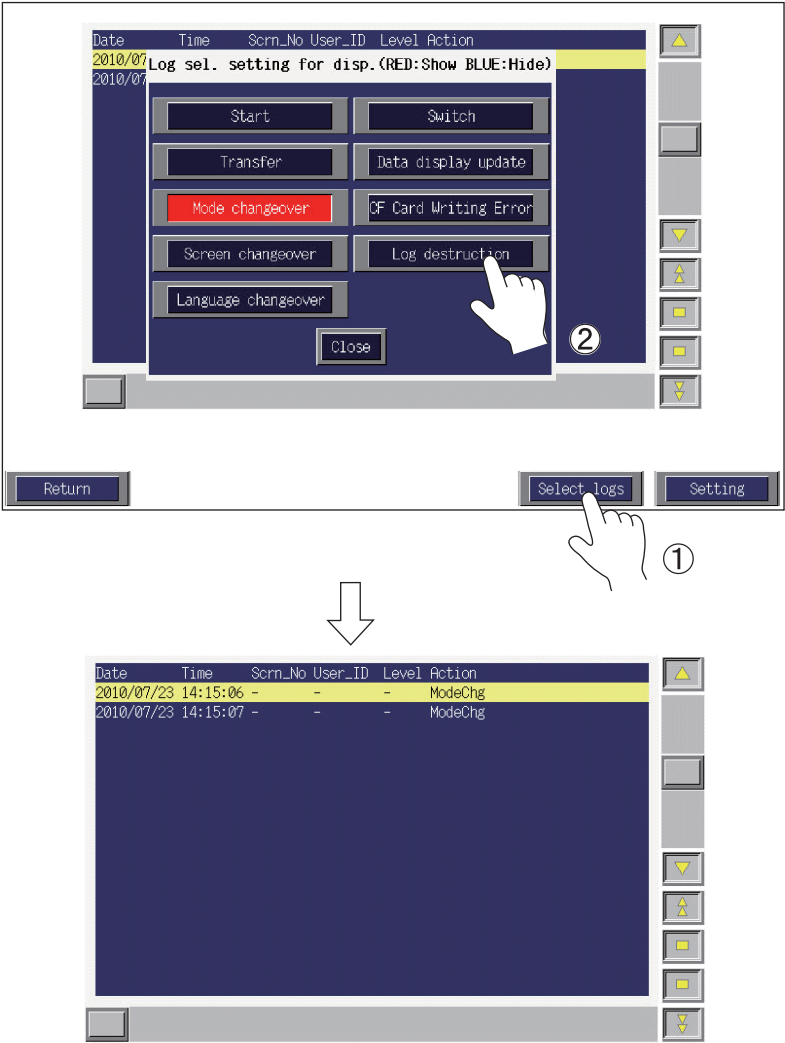 Date Time Scrn_No User_ID Level Action
2010/07
2010/07
Log sel. setting for disp.(RED:Show BLUE:Hide)
Start
Switch
Transfer
Data display update
Mode changeover
CF Card Writing Error
Screen changeover
Log destruction
Language changeover
Close
②
Return
Select logs
Setting
①
Date Time Scrn_No User_ID Level Action
2010/07/23 14:15:06 - - - ModeChg
2010/07/23 14:15:07 - - - ModeChg